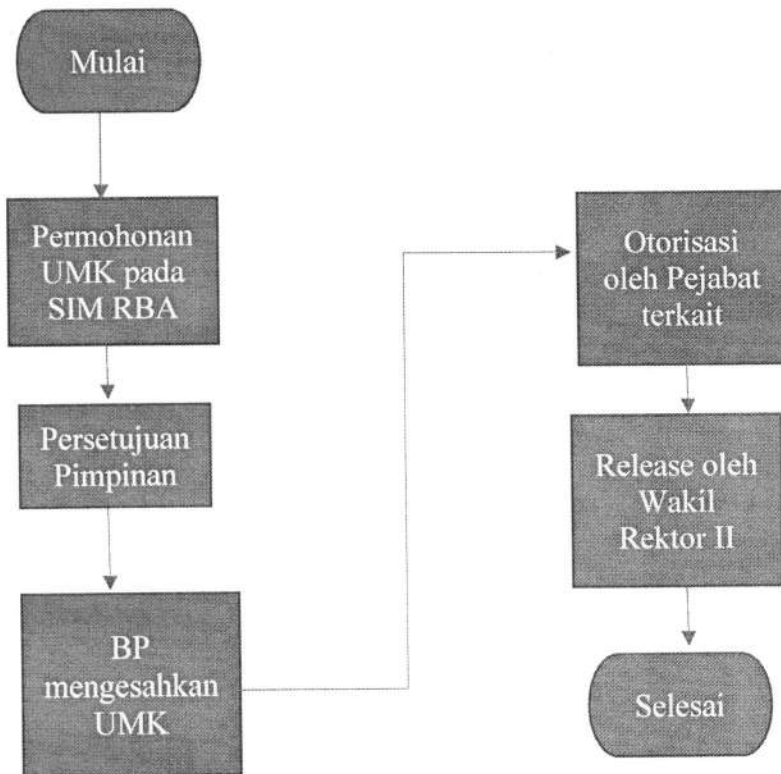 Mulai
Permohonan
UMK pada
SIM RBA
Persetujuan
Pimpinan
BP
mengesahkan
UMK
Otorisasi
oleh Pejabat
terkait
Release oleh
Wakil
Rektor II
Selesai